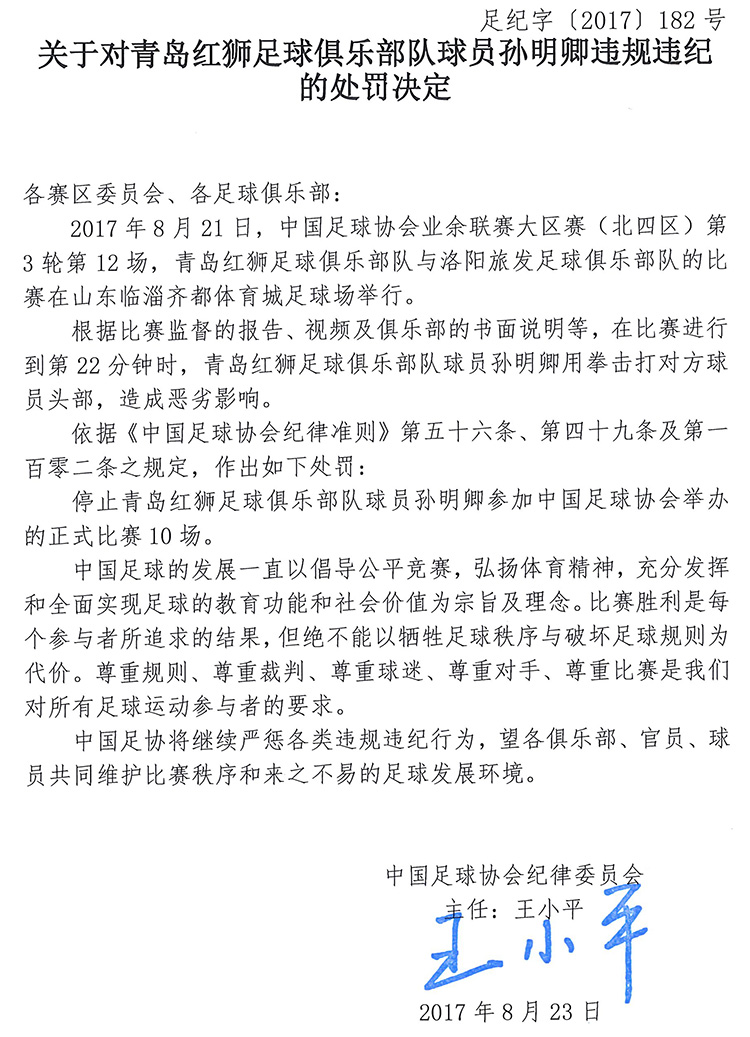 足纪字〔2017〕182 号
关于对青岛红狮足球俱乐部队球员孙明卿违规违纪
的处罚决定
各赛区委员会、各足球俱乐部：
2017 年 8 月 21 日，中国足球协会业余联赛大区赛（北四区）第
3 轮第 12 场，青岛红狮足球俱乐部队与洛阳旅发足球俱乐部队的比
赛在山东临淄齐都体育城足球场举行。
根据比赛监督的报告、视频及俱乐部的书面说明等，在比赛进行
到第 22 分钟时，青岛红狮足球俱乐部队球员孙明卿用拳击打对方球
员头部，造成恶劣影响。
依据《中国足球协会纪律准则》第五十六条、第四十九条及第一
百零二条之规定，作出如下处罚：
停止青岛红狮足球俱乐部队球员孙明卿参加中国足球协会举办
的正式比赛 10 场。
中国足球的发展一直以倡导公平竞赛，弘扬体育精神，充分发挥
和全面实现足球的教育功能和社会价值为宗旨及理念。比赛胜利是每
个参与者所追求的结果，但绝不能以牺牲足球秩序与破坏足球规则为
代价。尊重规则、尊重裁判、尊重球迷、尊重对手、尊重比赛是我们
对所有足球运动参与者的要求。
中国足协将继续严惩各类违规违纪行为，望各俱乐部、官员、球
员共同维护比赛秩序和来之不易的足球发展环境。
中国足球协会纪律委员会
主任：王小平
王小平
2017 年 8 月 23 日